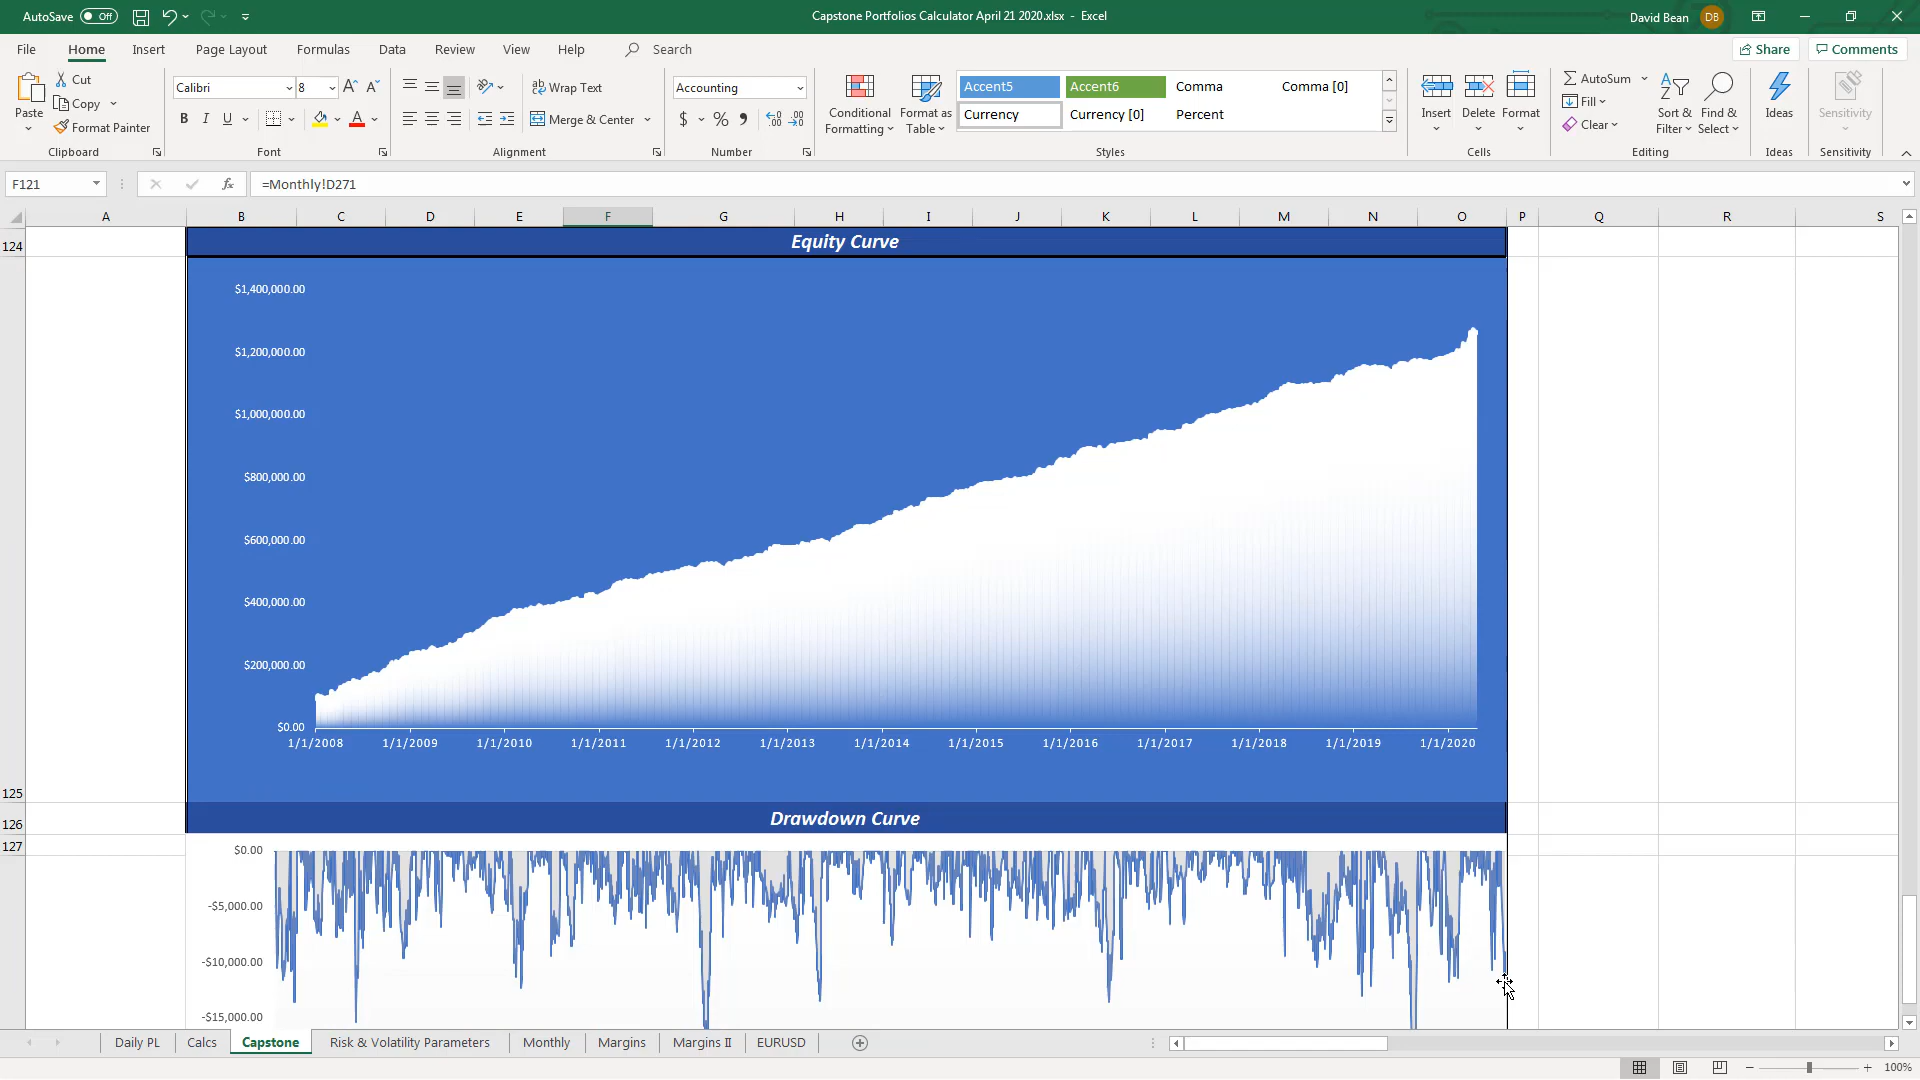 AutoSave Off
Capstone Portfolios Calculator April 21 2020.xlsx - Excel
David Bean DB
File Home Insert Page Layout Formulas Data Review View Help Search
Share Comments
Paste
Cut
Copy
Format Painter
Clipboard
Calibri 8
B I U
Font
Wrap Text
Merge & Center
Alignment
Accounting
$ % ,
Number
Conditional Formatting
Format as Table
Accent5 Accent6 Comma Comma [0]
Currency Currency [0] Percent
Styles
Insert Delete Format
Cells
AutoSum
Fill
Clear
Sort & Filter
Find & Select
Editing
Ideas
Ideas
Sensitivity
Sensitivity
F121
fx
=Monthly!D271
A B C D E F G H I J K L M N O P Q R S
124
Equity Curve
$1,400,000.00
$1,200,000.00
$1,000,000.00
$800,000.00
$600,000.00
$400,000.00
$200,000.00
$0.00
1/1/2008 1/1/2009 1/1/2010 1/1/2011 1/1/2012 1/1/2013 1/1/2014 1/1/2015 1/1/2016 1/1/2017 1/1/2018 1/1/2019 1/1/2020
125
126
Drawdown Curve
127
$0.00
-$5,000.00
-$10,000.00
-$15,000.00
Daily PL Calcs Capstone Risk & Volatility Parameters Monthly Margins Margins II EURUSD
100%